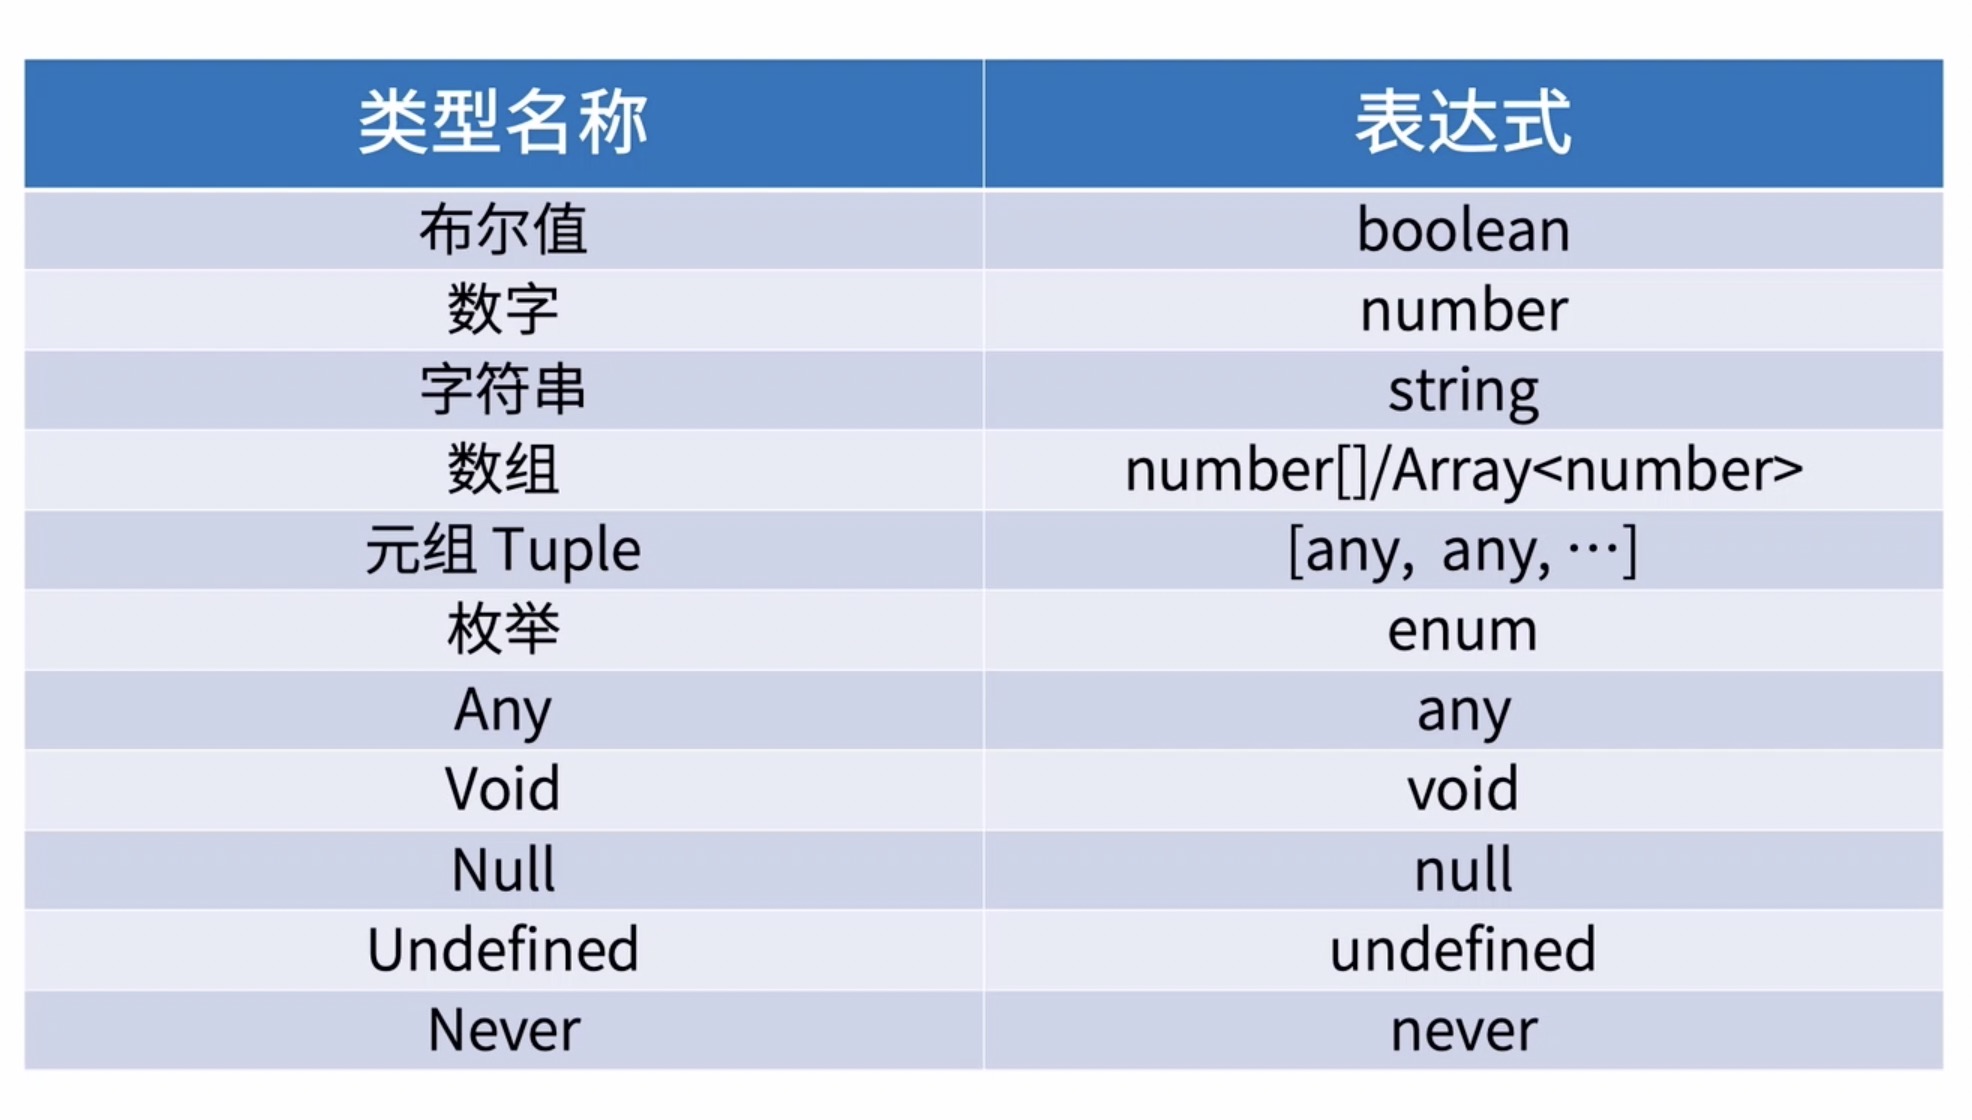 类型名称 表达式
布尔值 boolean
数字 number
字符串 string
数组 number[]/Array<number>
元组 Tuple [any, any, …]
枚举 enum
Any any
Void void
Null null
Undefined undefined
Never never